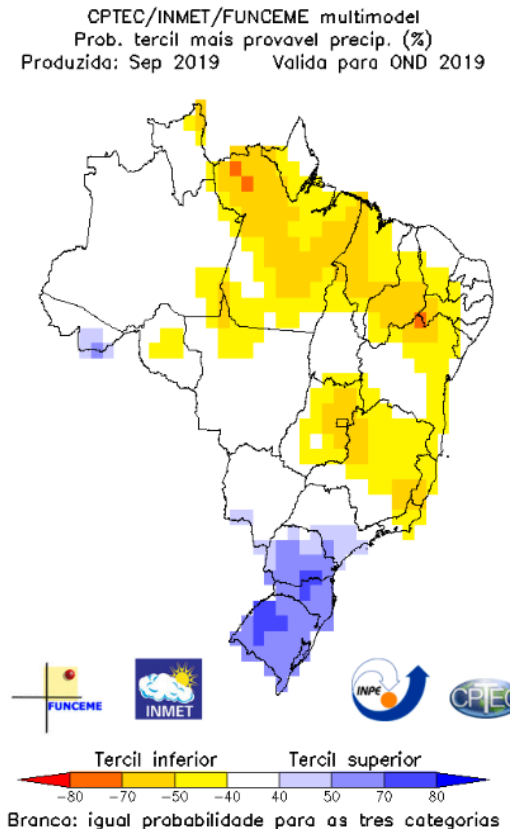 CPTEC/INMET/FUNCEME multimodel
Prob. tercil mais provavel precip. (%)
Produzida: Sep 2019 Valida para OND 2019
FUNCEME
INMET
INPE
CPTEC
Tercil inferior Tercil superior
-80 -70 -50 -40 40 50 70 80
Branco: igual probabilidade para as tres categorias